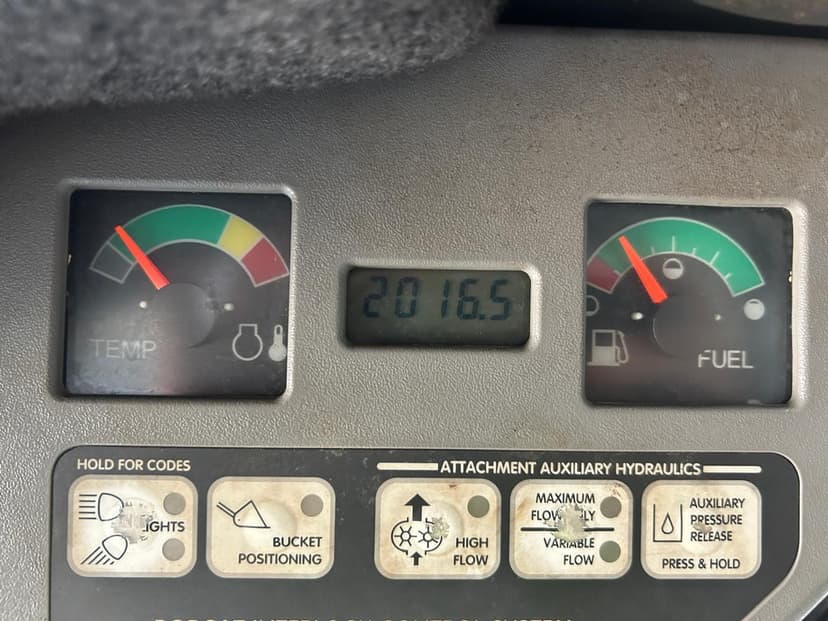 TEMP
2016.5
FUEL
HOLD FOR CODES
ATTACHMENT AUXILIARY HYDRAULICS
BUCKET
POSITIONING
HIGH
FLOW
MAXIMUM
VARIABLE
FLOW
AUXILIARY
PRESSURE
RELEASE
PRESS & HOLD